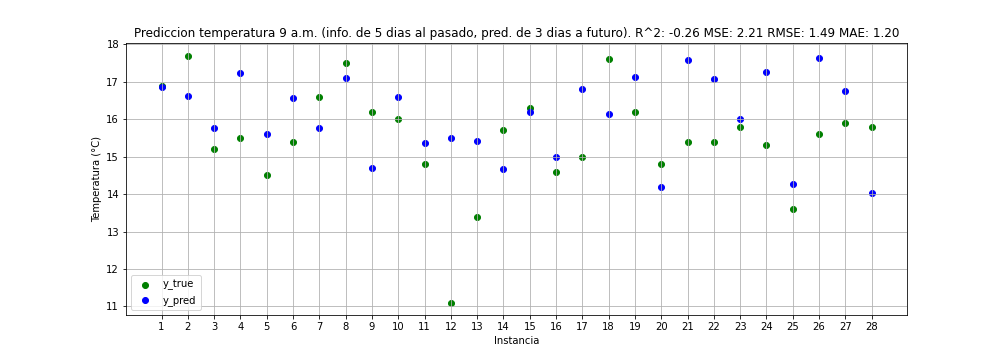 Prediccion temperatura 9 a.m. (info. de 5 dias al pasado, pred. de 3 dias a futuro). R^2: -0.26 MSE: 2.21 RMSE: 1.49 MAE: 1.20
18
17
16
15
14
13
12
11
Temperatura (°C)
y_true
y_pred
1 2 3 4 5 6 7 8 9 10 11 12 13 14 15 16 17 18 19 20 21 22 23 24 25 26 27 28
Instancia